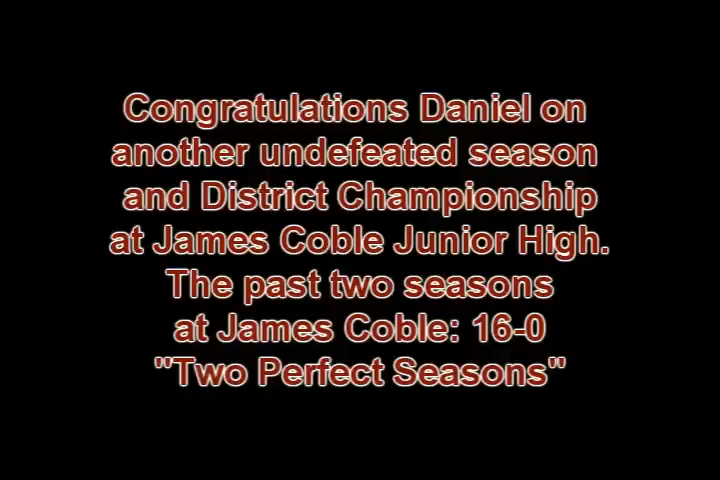 Congratulations Daniel on
another undefeated season
and District Championship
at James Coble Junior High.
The past two seasons
at James Coble: 16-0
"Two Perfect Seasons"